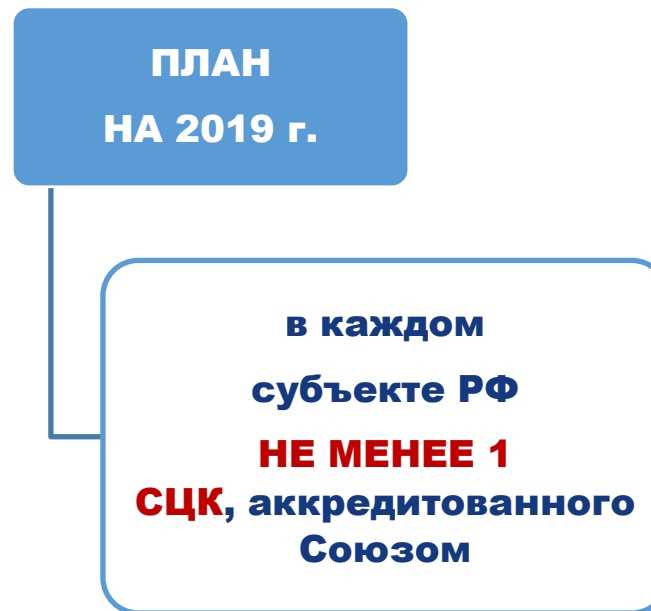 ПЛАН
НА 2019 г.
в каждом
субъекте РФ
НЕ МЕНЕЕ 1
СЦК, аккредитованного
Союзом